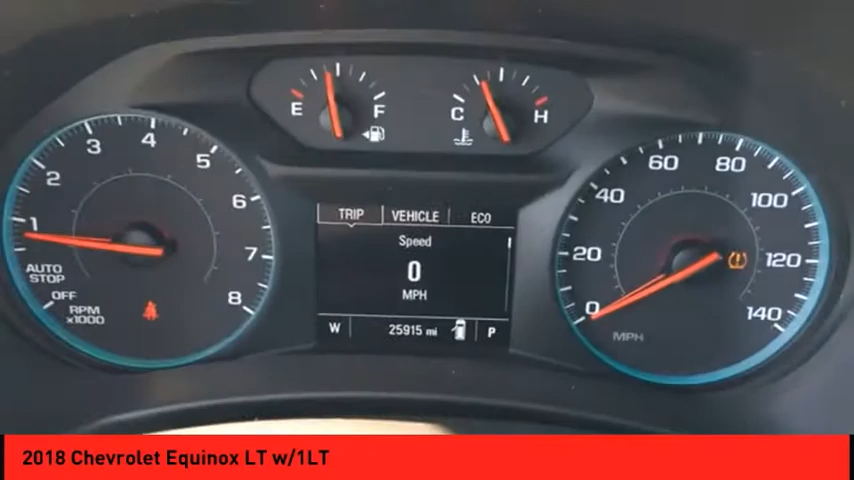 E
F
C
H
1
2
3
4
5
6
7
8
AUTO
STOP
OFF
RPM
x1000
TRIP VEHICLE ECO
Speed
0
MPH
W 25915 mi P
0
20
40
60
80
100
120
140
MPH
2018 Chevrolet Equinox LT w/1LT